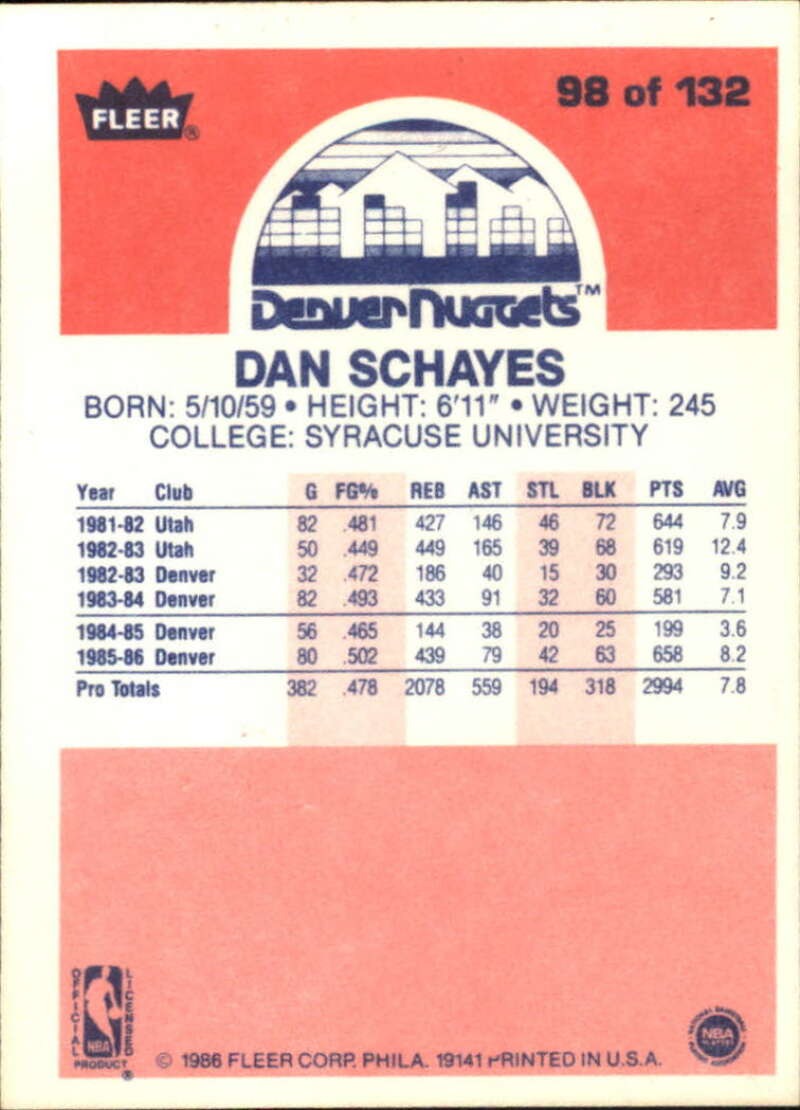 FLEER®
98 of 132
Denver Nuggets™
DAN SCHAYES
BORN: 5/10/59 • HEIGHT: 6'11" • WEIGHT: 245
COLLEGE: SYRACUSE UNIVERSITY
Year Club G FG% REB AST STL BLK PTS AVG
1981-82 Utah 82 .481 427 146 46 72 644 7.9
1982-83 Utah 50 .449 449 165 39 68 619 12.4
1982-83 Denver 32 .472 186 40 15 30 293 9.2
1983-84 Denver 82 .493 433 91 32 60 581 7.1
1984-85 Denver 56 .465 144 38 20 25 199 3.6
1985-86 Denver 80 .502 439 79 42 63 658 8.2
Pro Totals 382 .478 2078 559 194 318 2994 7.8
OFFICIAL
LICENSED
NBA
PRODUCT
®
© 1986 FLEER CORP. PHILA. 19141 PRINTED IN U.S.A.
NATIONAL BASKETBALL
NBA
PLAYERS